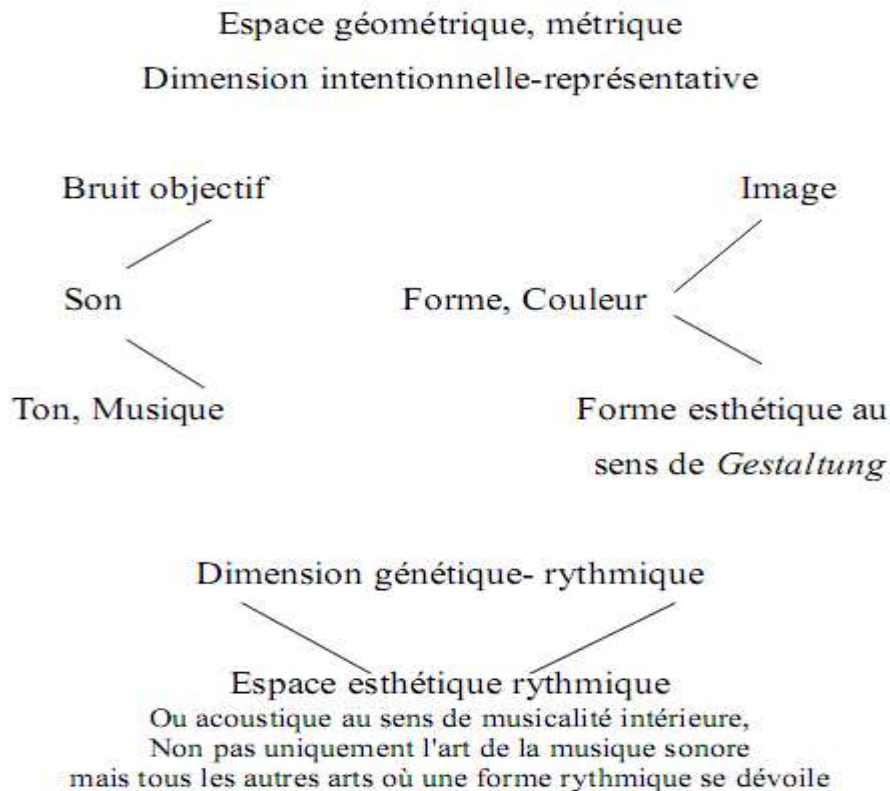 Espace géométrique, métrique
Dimension intentionnelle-représentative
Bruit objectif
Image
Son
Forme, Couleur
Ton, Musique
Forme esthétique au
sens de Gestaltung
Dimension génétique- rythmique
Espace esthétique rythmique
Ou acoustique au sens de musicalité intérieure,
Non pas uniquement l'art de la musique sonore
mais tous les autres arts où une forme rythmique se dévoile